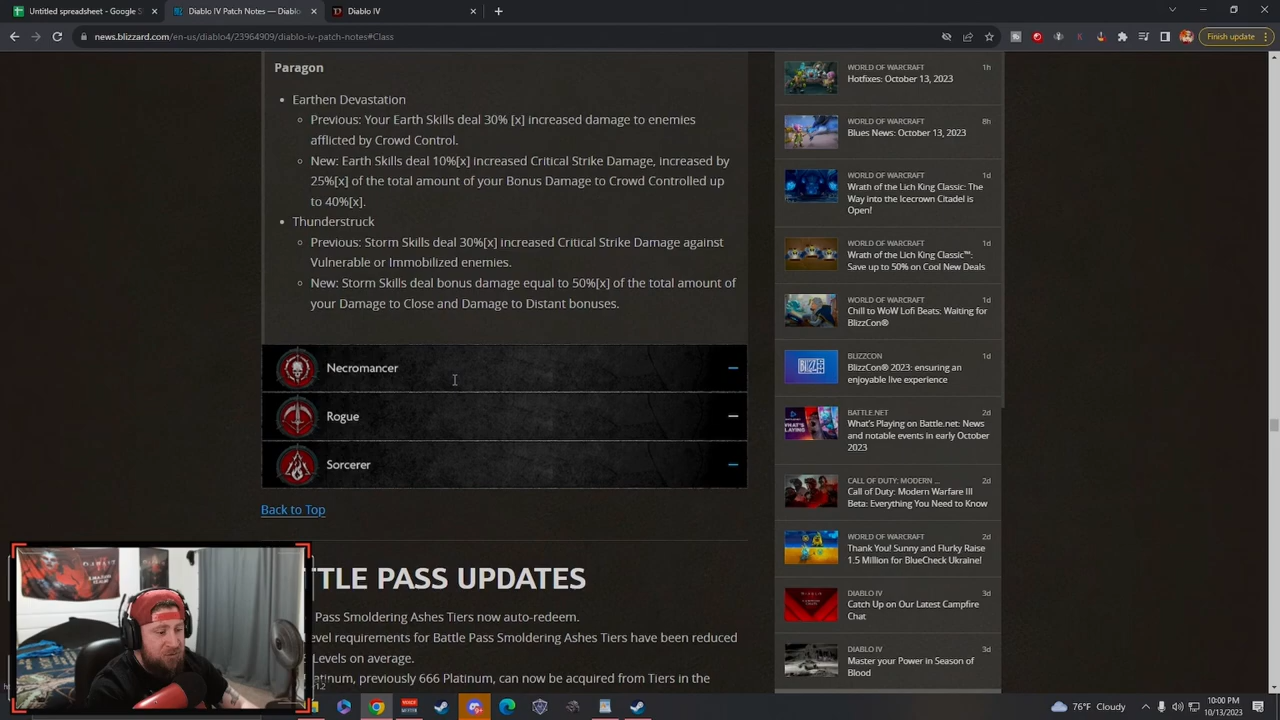 Untitled spreadsheet - Google S
Diablo IV Patch Notes — Diablo
Diablo IV
news.blizzard.com/en-us/diablo4/23964909/diablo-iv-patch-notes#Class
Finish update
Paragon
Earthen Devastation
Previous: Your Earth Skills deal 30% [x] increased damage to enemies
afflicted by Crowd Control.
New: Earth Skills deal 10%[x] increased Critical Strike Damage, increased by
25%[x] of the total amount of your Bonus Damage to Crowd Controlled up
to 40%[x].
Thunderstruck
Previous: Storm Skills deal 30%[x] increased Critical Strike Damage against
Vulnerable or Immobilized enemies.
New: Storm Skills deal bonus damage equal to 50%[x] of the total amount of
your Damage to Close and Damage to Distant bonuses.
Necromancer
Rogue
Sorcerer
Back to Top
TTLE PASS UPDATES
Pass Smoldering Ashes Tiers now auto-redeem.
evel requirements for Battle Pass Smoldering Ashes Tiers have been reduced
Levels on average.
tinum, previously 666 Platinum, can now be acquired from Tiers in the
WORLD OF WARCRAFT 1h
Hotfixes: October 13, 2023
WORLD OF WARCRAFT 8h
Blues News: October 13, 2023
WORLD OF WARCRAFT 1d
Wrath of the Lich King Classic: The
Way into the Icecrown Citadel is
Open!
WORLD OF WARCRAFT 1d
Wrath of the Lich King Classic™:
Save up to 50% on Cool New Deals
WORLD OF WARCRAFT 1d
Chill to WoW Lofi Beats: Waiting for
BlizzCon®
BLIZZCON 1d
BlizzCon® 2023: ensuring an
enjoyable live experience
BATTLE.NET 2d
What's Playing on Battle.net: News
and notable events in early October
2023
CALL OF DUTY: MODERN ... 2d
Call of Duty: Modern Warfare III
Beta: Everything You Need to Know
WORLD OF WARCRAFT 2d
Thank You! Sunny and Flurky Raise
1.5 Million for BlueCheck Ukraine!
DIABLO IV 3d
Catch Up on Our Latest Campfire
Chat
DIABLO IV 3d
Master your Power in Season of
Blood
76°F Cloudy
10:00 PM
10/13/2023